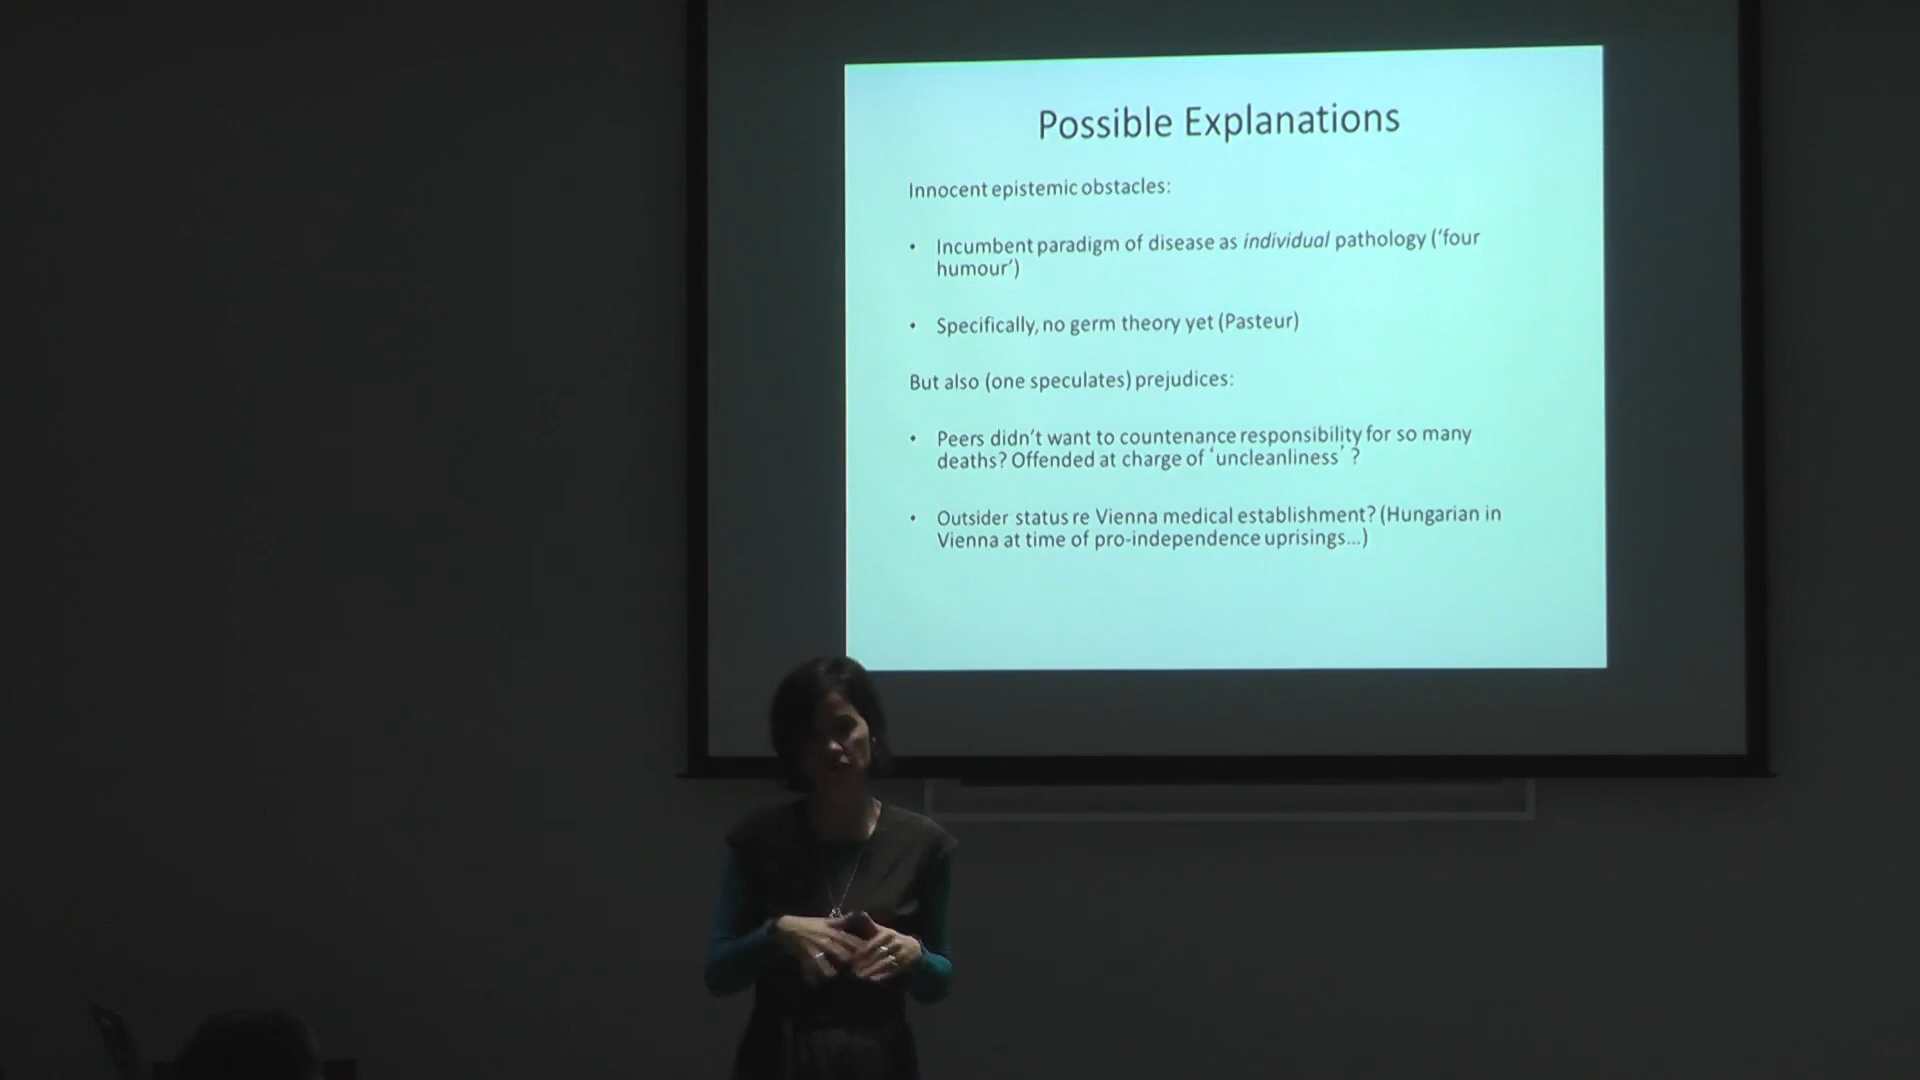 Possible Explanations
Innocent epistemic obstacles:
• Incumbent paradigm of disease as individual pathology (‘four
humour’)
• Specifically, no germ theory yet (Pasteur)
But also (one speculates) prejudices:
• Peers didn’t want to countenance responsibility for so many
deaths? Offended at charge of ‘uncleanliness’ ?
• Outsider status re Vienna medical establishment? (Hungarian in
Vienna at time of pro-independence uprisings...)